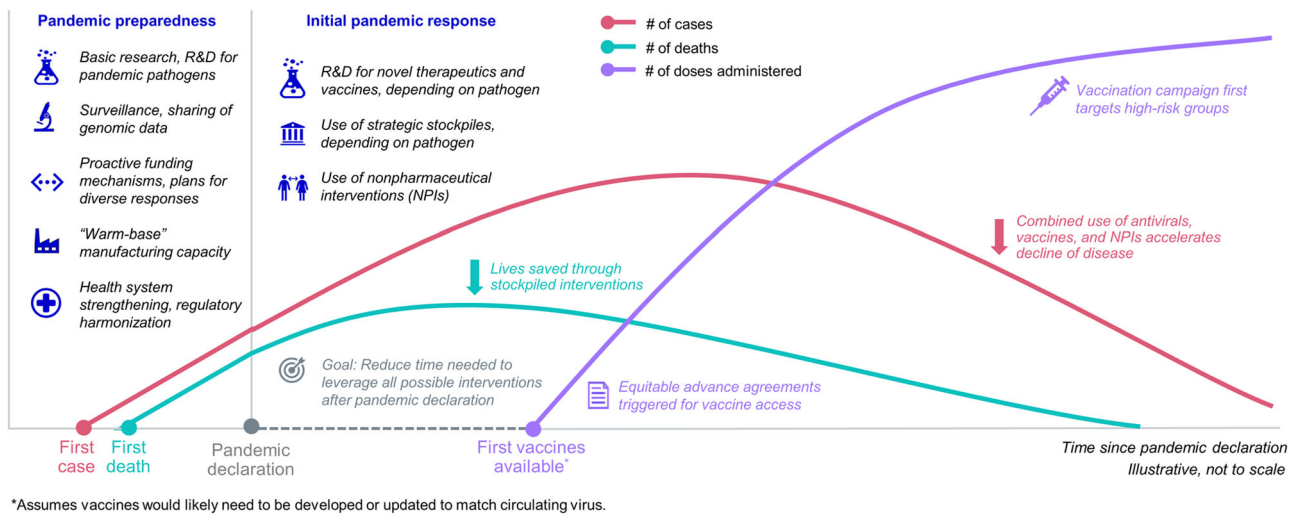 Pandemic preparedness
Basic research, R&D for
pandemic pathogens
Surveillance, sharing of
genomic data
Proactive funding
mechanisms, plans for
diverse responses
“Warm-base”
manufacturing capacity
Health system
strengthening, regulatory
harmonization
Initial pandemic response
R&D for novel therapeutics and
vaccines, depending on pathogen
Use of strategic stockpiles,
depending on pathogen
Use of nonpharmaceutical
interventions (NPIs)
# of cases
# of deaths
# of doses administered
Vaccination campaign first
targets high-risk groups
Combined use of antivirals,
vaccines, and NPIs accelerates
decline of disease
Lives saved through
stockpiled interventions
Goal: Reduce time needed to
leverage all possible interventions
after pandemic declaration
Equitable advance agreements
triggered for vaccine access
First
case
First
death
Pandemic
declaration
First vaccines
available*
Time since pandemic declaration
Illustrative, not to scale
*Assumes vaccines would likely need to be developed or updated to match circulating virus.